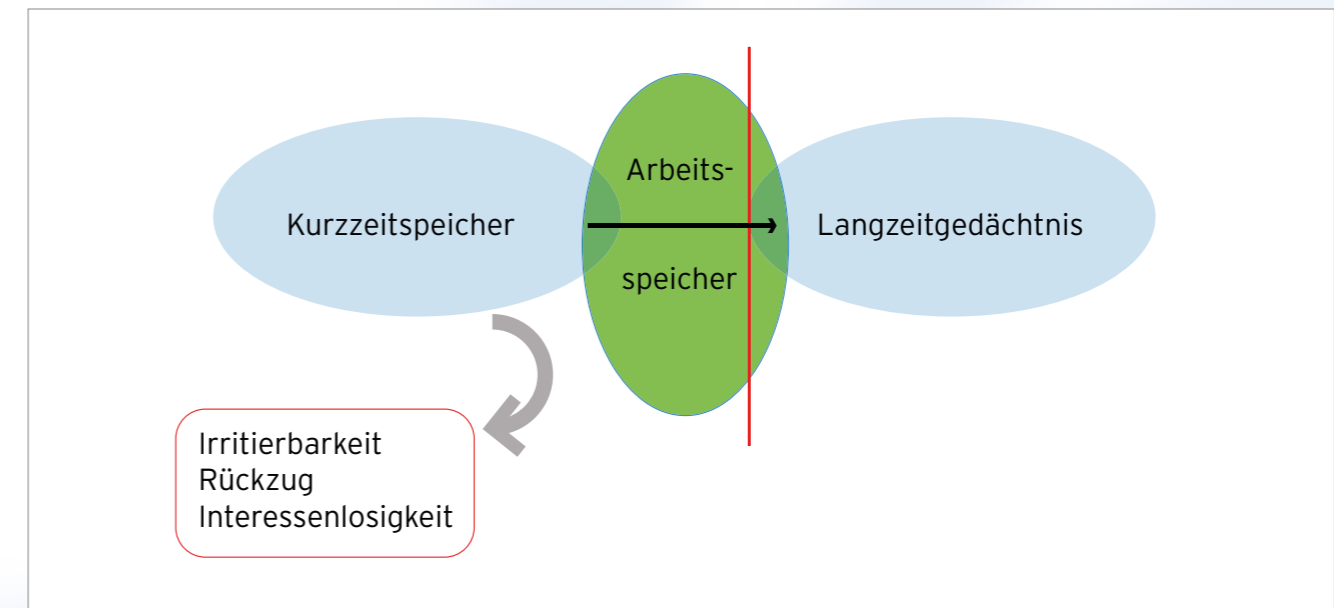 Arbeits-
Kurzzeitspeicher
Langzeitgedächtnis
speicher
Irritierbarkeit
Rückzug
Interessenlosigkeit